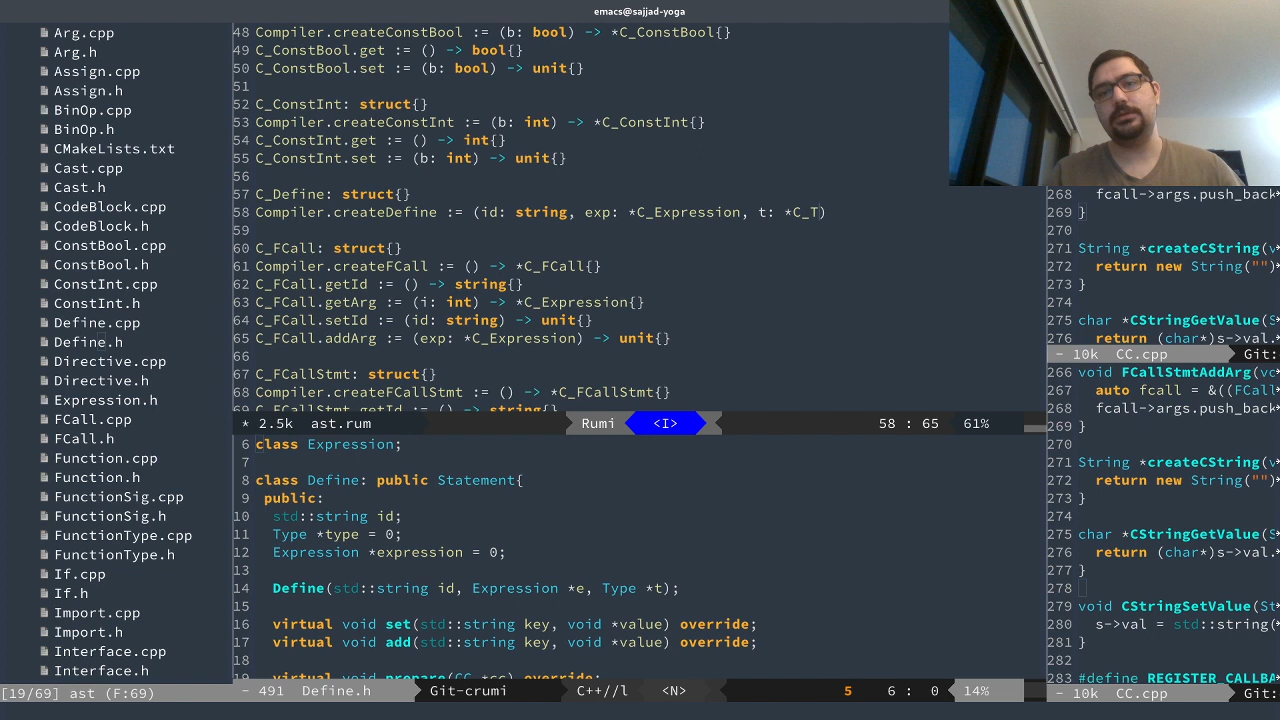 emacs@sajjad-yoga
Arg.cpp
Arg.h
Assign.cpp
Assign.h
BinOp.cpp
BinOp.h
CMakeLists.txt
Cast.cpp
Cast.h
CodeBlock.cpp
CodeBlock.h
ConstBool.cpp
ConstBool.h
ConstInt.cpp
ConstInt.h
Define.cpp
Define.h
Directive.cpp
Directive.h
Expression.h
FCall.cpp
FCall.h
Function.cpp
Function.h
FunctionSig.cpp
FunctionSig.h
FunctionType.cpp
FunctionType.h
If.cpp
If.h
Import.cpp
Import.h
Interface.cpp
Interface.h
[19/69] ast (F:69)
48 Compiler.createConstBool := (b: bool) -> *C_ConstBool{}
49 C_ConstBool.get := () -> bool{}
50 C_ConstBool.set := (b: bool) -> unit{}
51
52 C_ConstInt: struct{}
53 Compiler.createConstInt := (b: int) -> *C_ConstInt{}
54 C_ConstInt.get := () -> int{}
55 C_ConstInt.set := (b: int) -> unit{}
56
57 C_Define: struct{}
58 Compiler.createDefine := (id: string, exp: *C_Expression, t: *C_T)
59
60 C_FCall: struct{}
61 Compiler.createFCall := () -> *C_FCall{}
62 C_FCall.getId := () -> string{}
63 C_FCall.getArg := (i: int) -> *C_Expression{}
64 C_FCall.setId := (id: string) -> unit{}
65 C_FCall.addArg := (exp: *C_Expression) -> unit{}
66
67 C_FCallStmt: struct{}
68 Compiler.createFCallStmt := () -> *C_FCallStmt{}
69 C_FCallStmt.getId := () -> string{}
* 2.5k ast.rum Rumi <I> 58 : 65 61%
6 class Expression;
7
8 class Define: public Statement{
9 public:
10 std::string id;
11 Type *type = 0;
12 Expression *expression = 0;
13
14 Define(std::string id, Expression *e, Type *t);
15
16 virtual void set(std::string key, void *value) override;
17 virtual void add(std::string key, void *value) override;
18
19 virtual void prepare(CC *cc) override;
- 491 Define.h Git-crumi C++//l <N> 5 6 : 0 14%
268 fcall->args.push_back
269 }
270
271 String *createCString(v
272 return new String("")
273 }
274
275 char *CStringGetValue(S
276 return (char*)s->val.
- 10k CC.cpp Git:
266 void FCallStmtAddArg(vc
267 auto fcall = &((FCall
268 fcall->args.push_back
269 }
270
271 String *createCString(v
272 return new String("")
273 }
274
275 char *CStringGetValue(S
276 return (char*)s->val.
277 }
278
279 void CStringSetValue(St
280 s->val = std::string(
281 }
282
283 #define REGISTER_CALLBA
- 10k CC.cpp Git: